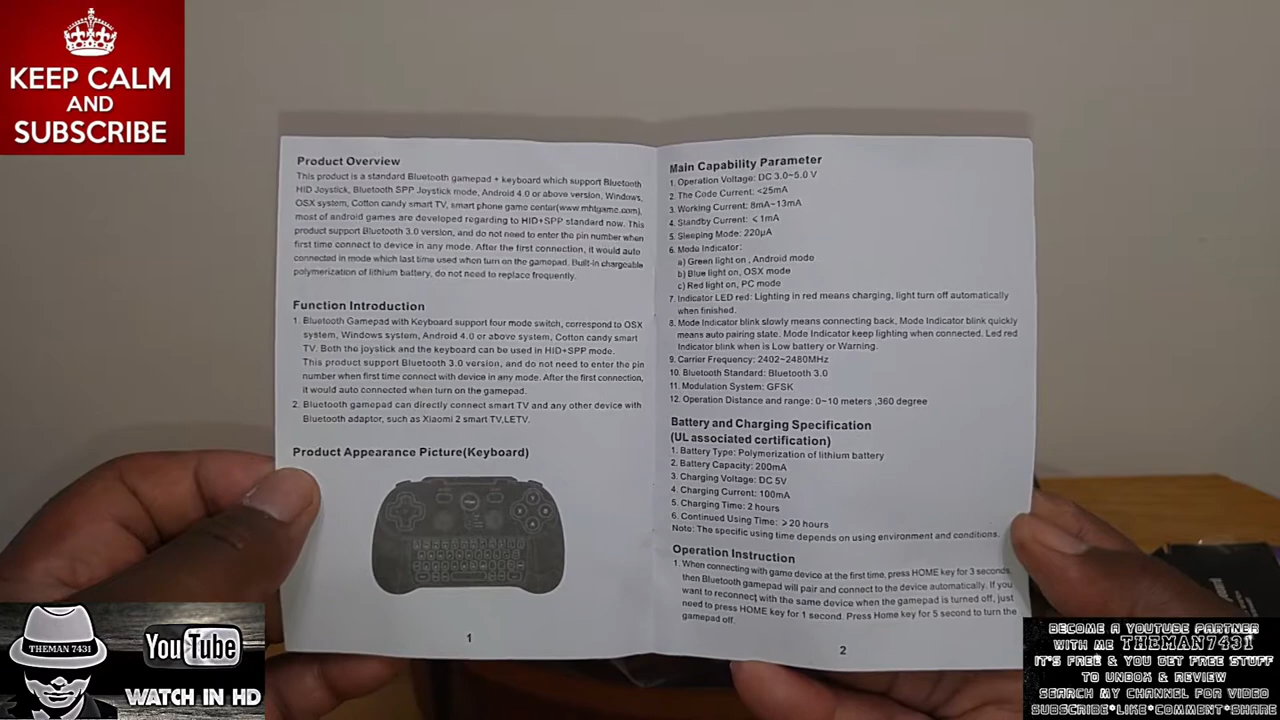 KEEP CALM
AND
SUBSCRIBE
Product Overview
This product is a standard Bluetooth gamepad + keyboard which support Bluetooth
HID Joystick, Bluetooth SPP Joystick mode, Android 4.0 or above version, Windows,
OSX system, Cotton candy smart TV, smart phone game center(www.mhlgame.com),
most of android games are developed regarding to HID+SPP standard now. This
product support Bluetooth 3.0 version, and do not need to enter the pin number when
first time connect to device in any mode. After the first connection, it would auto
connected in mode which last time used when turn on the gamepad. Built-in chargeable
polymerization of lithium battery, do not need to replace frequently.
Function Introduction
1. Bluetooth Gamepad with Keyboard support four mode switch, correspond to OSX
system, Windows system, Android 4.0 or above system, Cotton candy smart
TV. Both the joystick and the keyboard can be used in HID+SPP mode.
This product support Bluetooth 3.0 version, and do not need to enter the pin
number when first time connect with device in any mode. After the first connection,
it would auto connected when turn on the gamepad.
2. Bluetooth gamepad can directly connect smart TV and any other device with
Bluetooth adaptor, such as Xiaomi 2 smart TV,LETV.
Product Appearance Picture(Keyboard)
1
Main Capability Parameter
1. Operation Voltage: DC 3.0~5.0 V
2. The Code Current: <25mA
3. Working Current: 8mA~13mA
4. Standby Current: <1mA
5. Sleeping Mode: 220μA
6. Mode Indicator:
a) Green light on , Android mode
b) Blue light on, OSX mode
c) Red light on, PC mode
7. Indicator LED red: Lighting in red means charging, light turn off automatically
when finished.
8. Mode Indicator blink slowly means connecting back, Mode Indicator blink quickly
means auto pairing state. Mode Indicator keep lighting when connected. Led red
Indicator blink when is Low battery or Warning.
9. Carrier Frequency: 2402~2480MHz
10. Bluetooth Standard: Bluetooth 3.0
11. Modulation System: GFSK
12. Operation Distance and range: 0~10 meters ,360 degree
Battery and Charging Specification
(UL associated certification)
1. Battery Type: Polymerization of lithium battery
2. Battery Capacity: 200mA
3. Charging Voltage: DC 5V
4. Charging Current: 100mA
5. Charging Time: 2 hours
6. Continued Using Time: >20 hours
Note: The specific using time depends on using environment and conditions.
Operation Instruction
1. When connecting with game device at the first time, press HOME key for 3 seconds,
then Bluetooth gamepad will pair and connect to the device automatically. If you
want to reconnect with the same device when the gamepad is turned off, just
need to press HOME key for 1 second. Press Home key for 5 second to turn the
gamepad off.
2
THEMAN 7431
YouTube
WATCH IN HD
BECOME A YOUTUBE PARTNER
WITH ME THEMAN7431
IT'S FREE & YOU GET FREE STUFF
TO UNBOX & REVIEW
SEARCH MY CHANNEL FOR VIDEO
SUBSCRIBE*LIKE*COMMENT*SHARE